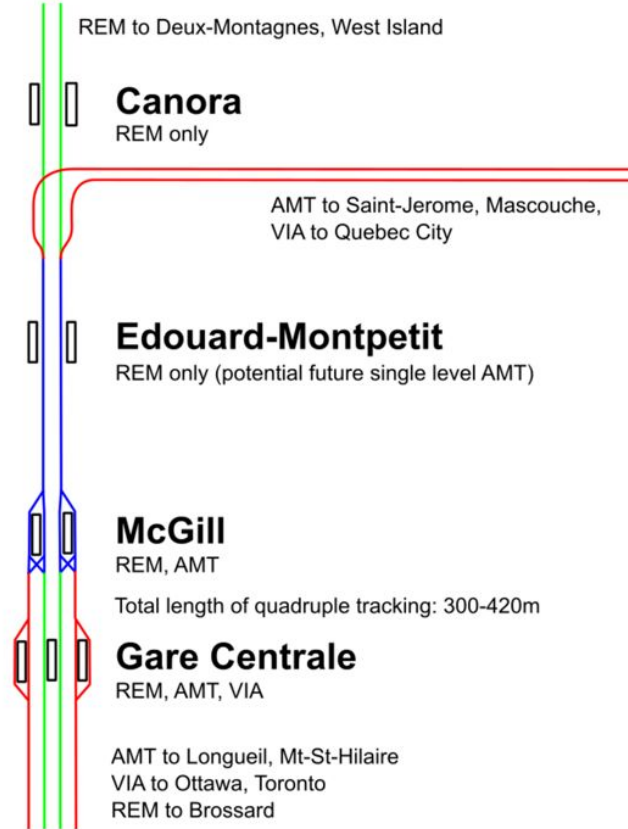 REM to Deux-Montagnes, West Island
Canora
REM only
AMT to Saint-Jerome, Mascouche,
VIA to Quebec City
Edouard-Montpetit
REM only (potential future single level AMT)
McGill
REM, AMT
Total length of quadruple tracking: 300-420m
Gare Centrale
REM, AMT, VIA
AMT to Longueil, Mt-St-Hilaire
VIA to Ottawa, Toronto
REM to Brossard